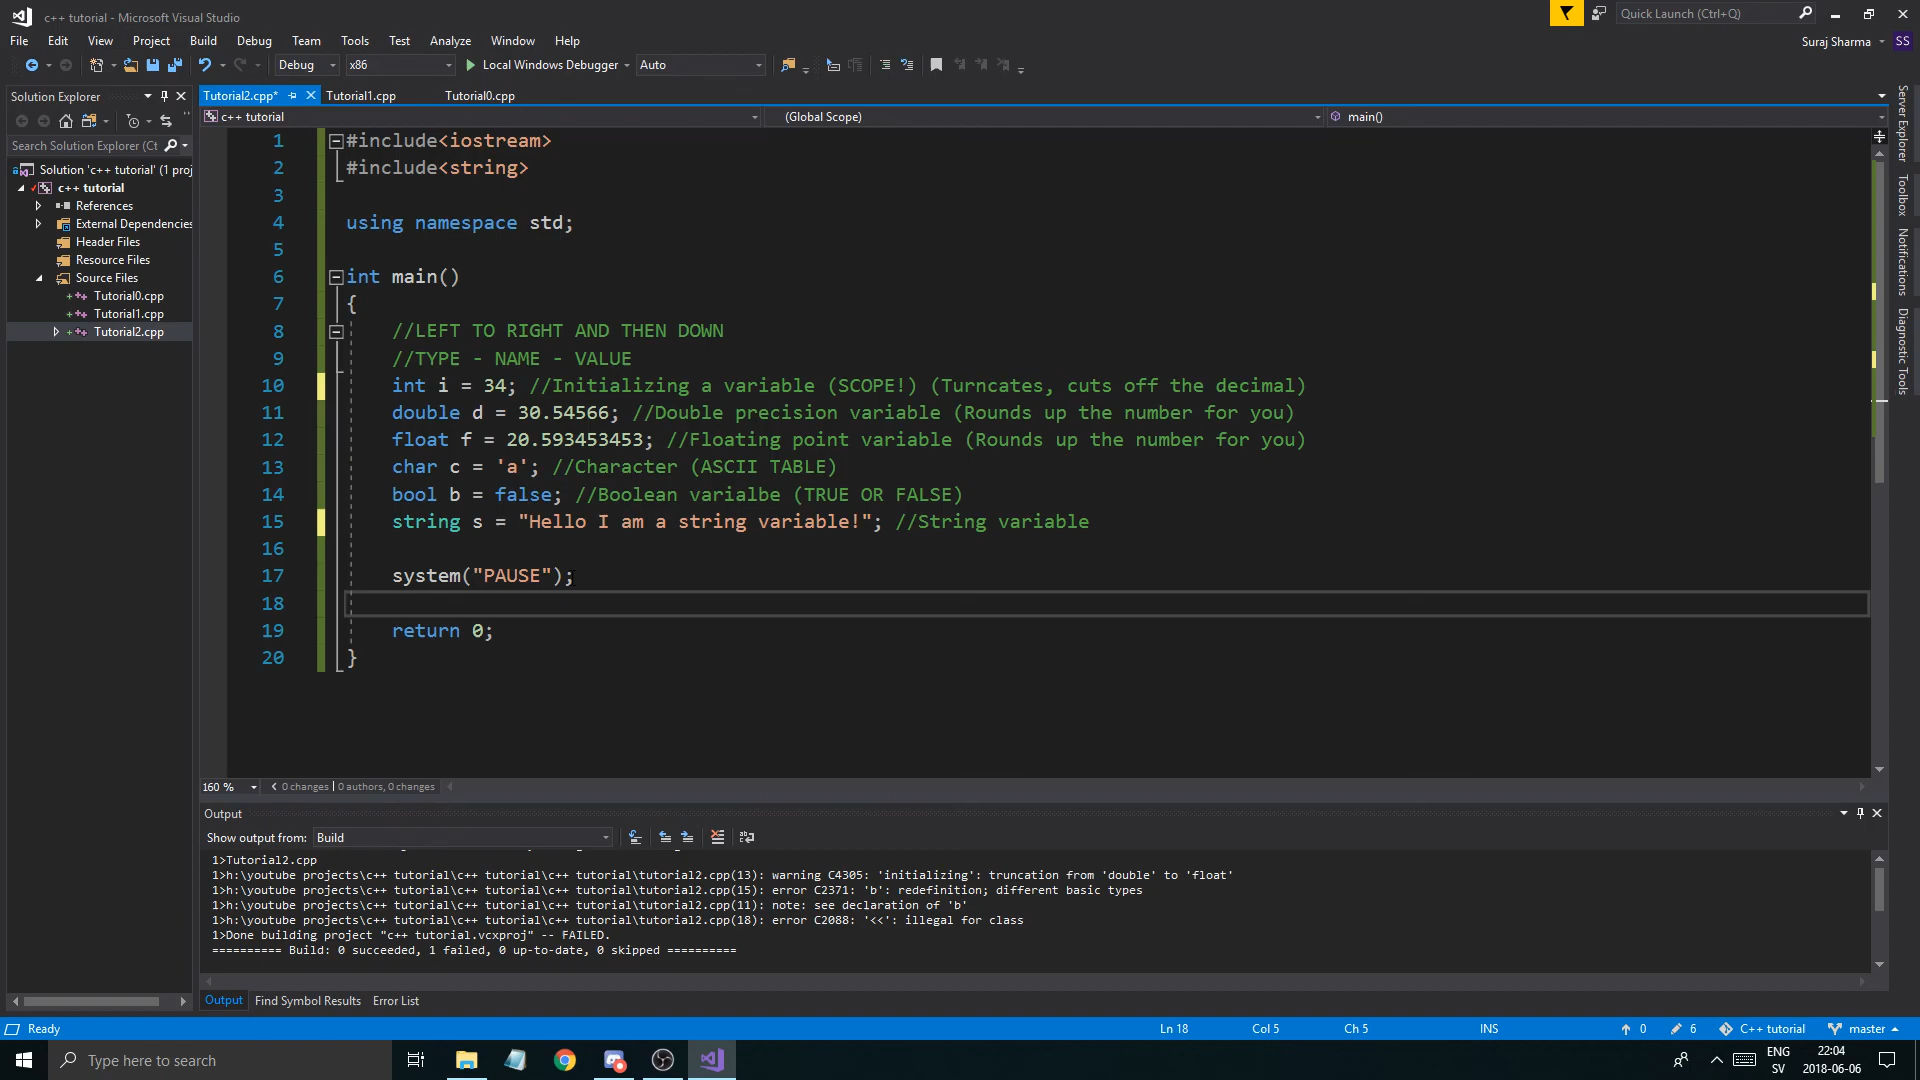 c++ tutorial - Microsoft Visual Studio
Quick Launch (Ctrl+Q)
File Edit View Project Build Debug Team Tools Test Analyze Window Help
Suraj Sharma SS
Debug x86 Local Windows Debugger Auto
Solution Explorer
Search Solution Explorer (Ct
Solution 'c++ tutorial' (1 proj
c++ tutorial
References
External Dependencies
Header Files
Resource Files
Source Files
Tutorial0.cpp
Tutorial1.cpp
Tutorial2.cpp
Tutorial2.cpp* Tutorial1.cpp Tutorial0.cpp
c++ tutorial (Global Scope) main()
1 #include<iostream>
2 #include<string>
3
4 using namespace std;
5
6 int main()
7 {
8 //LEFT TO RIGHT AND THEN DOWN
9 //TYPE - NAME - VALUE
10 int i = 34; //Initializing a variable (SCOPE!) (Turncates, cuts off the decimal)
11 double d = 30.54566; //Double precision variable (Rounds up the number for you)
12 float f = 20.593453453; //Floating point variable (Rounds up the number for you)
13 char c = 'a'; //Character (ASCII TABLE)
14 bool b = false; //Boolean varialbe (TRUE OR FALSE)
15 string s = "Hello I am a string variable!"; //String variable
16
17 system("PAUSE");
18
19 return 0;
20 }
160 % 0 changes | 0 authors, 0 changes
Server Explorer
Toolbox
Notifications
Diagnostic Tools
Output
Show output from: Build
1>Tutorial2.cpp
1>h:\youtube projects\c++ tutorial\c++ tutorial\c++ tutorial\tutorial2.cpp(13): warning C4305: 'initializing': truncation from 'double' to 'float'
1>h:\youtube projects\c++ tutorial\c++ tutorial\c++ tutorial\tutorial2.cpp(15): error C2371: 'b': redefinition; different basic types
1>h:\youtube projects\c++ tutorial\c++ tutorial\c++ tutorial\tutorial2.cpp(11): note: see declaration of 'b'
1>h:\youtube projects\c++ tutorial\c++ tutorial\c++ tutorial\tutorial2.cpp(18): error C2088: '<<': illegal for class
1>Done building project "c++ tutorial.vcxproj" -- FAILED.
========== Build: 0 succeeded, 1 failed, 0 up-to-date, 0 skipped ==========
Output Find Symbol Results Error List
Ready Ln 18 Col 5 Ch 5 INS 0 6 C++ tutorial master
Type here to search
ENG
SV
22:04
2018-06-06